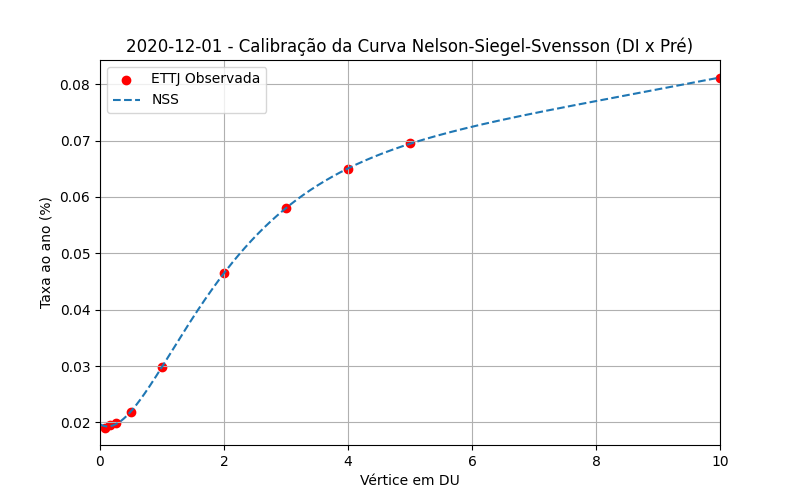 2020-12-01 - Calibração da Curva Nelson-Siegel-Svensson (DI x Pré)
ETTJ Observada
NSS
Taxa ao ano (%)
0.08
0.07
0.06
0.05
0.04
0.03
0.02
0 2 4 6 8 10
Vértice em DU